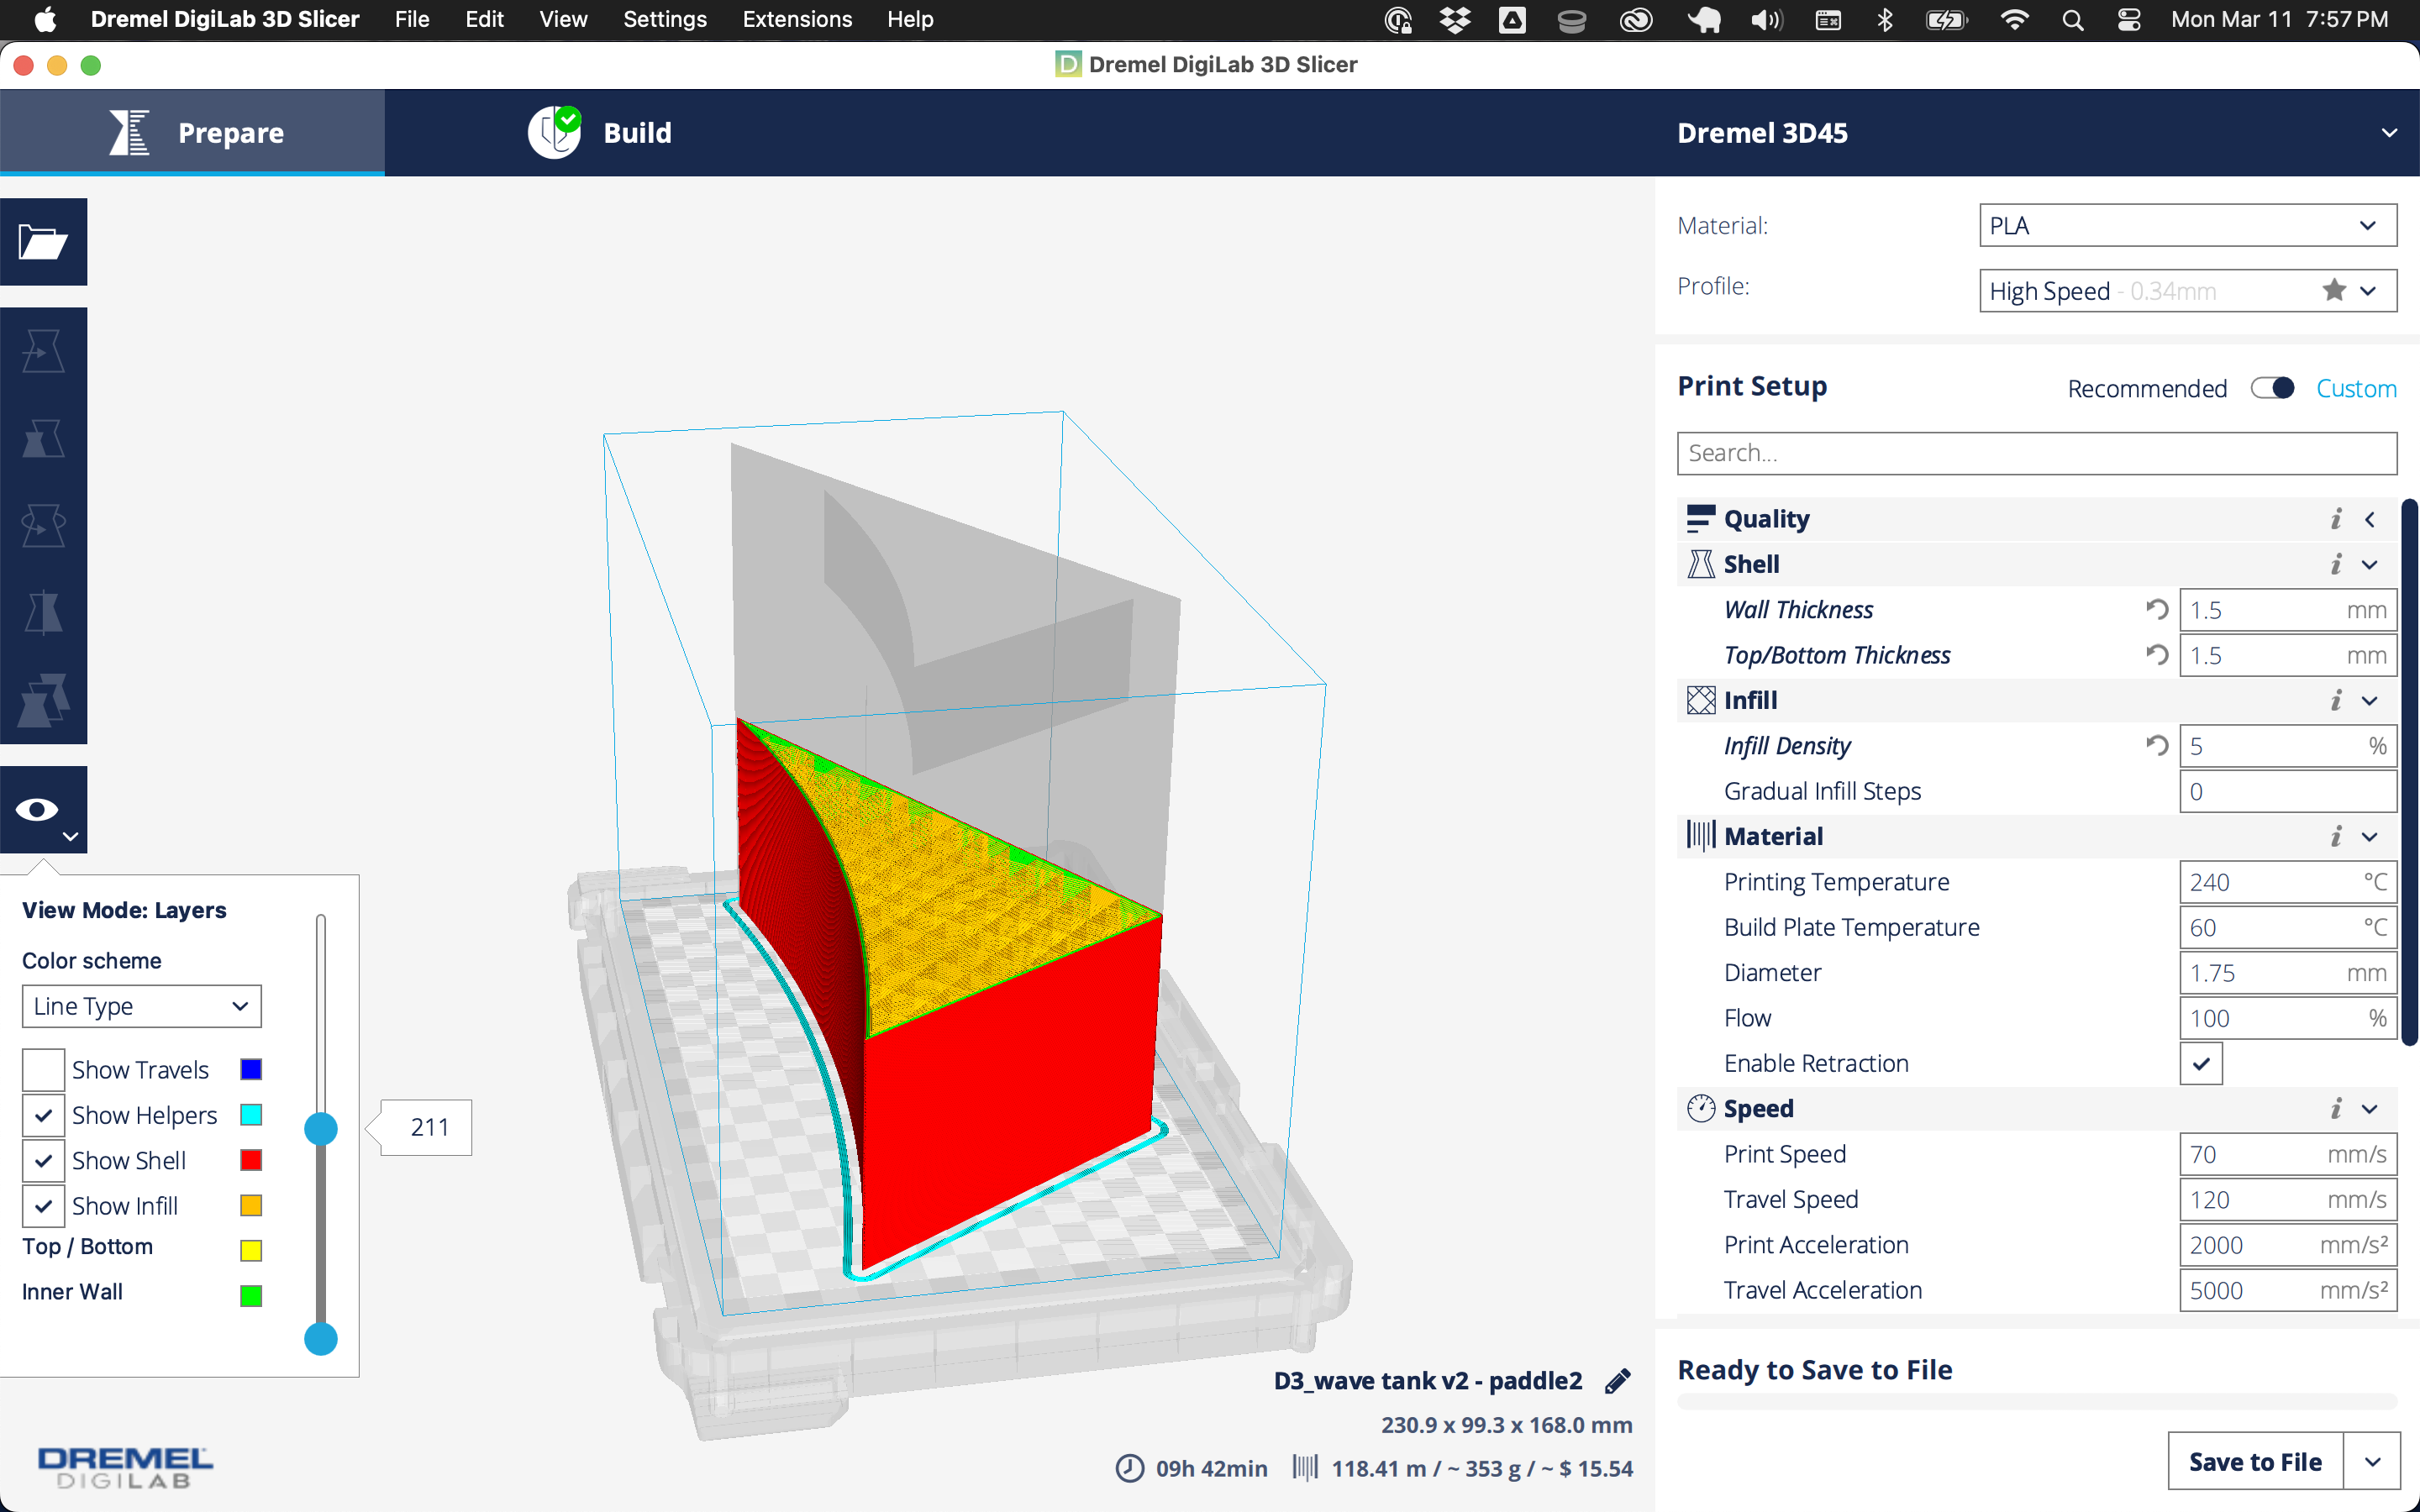 Dremel DigiLab 3D Slicer File Edit View Settings Extensions Help Mon Mar 11 7:57 PM
Dremel DigiLab 3D Slicer
Prepare Build Dremel 3D45
Material: PLA
Profile: High Speed - 0.34mm
Print Setup Recommended Custom
Search...
Quality
Shell
Wall Thickness 1.5 mm
Top/Bottom Thickness 1.5 mm
Infill
Infill Density 5 %
Gradual Infill Steps 0
Material
Printing Temperature 240 °C
Build Plate Temperature 60 °C
Diameter 1.75 mm
Flow 100 %
Enable Retraction
Speed
Print Speed 70 mm/s
Travel Speed 120 mm/s
Print Acceleration 2000 mm/s²
Travel Acceleration 5000 mm/s²
View Mode: Layers
Color scheme
Line Type
Show Travels
Show Helpers
Show Shell
Show Infill
Top / Bottom
Inner Wall
211
D3_wave tank v2 - paddle2
230.9 x 99.3 x 168.0 mm
09h 42min 118.41 m / ~ 353 g / ~ $ 15.54
Ready to Save to File
Save to File
DREMEL
DIGILAB